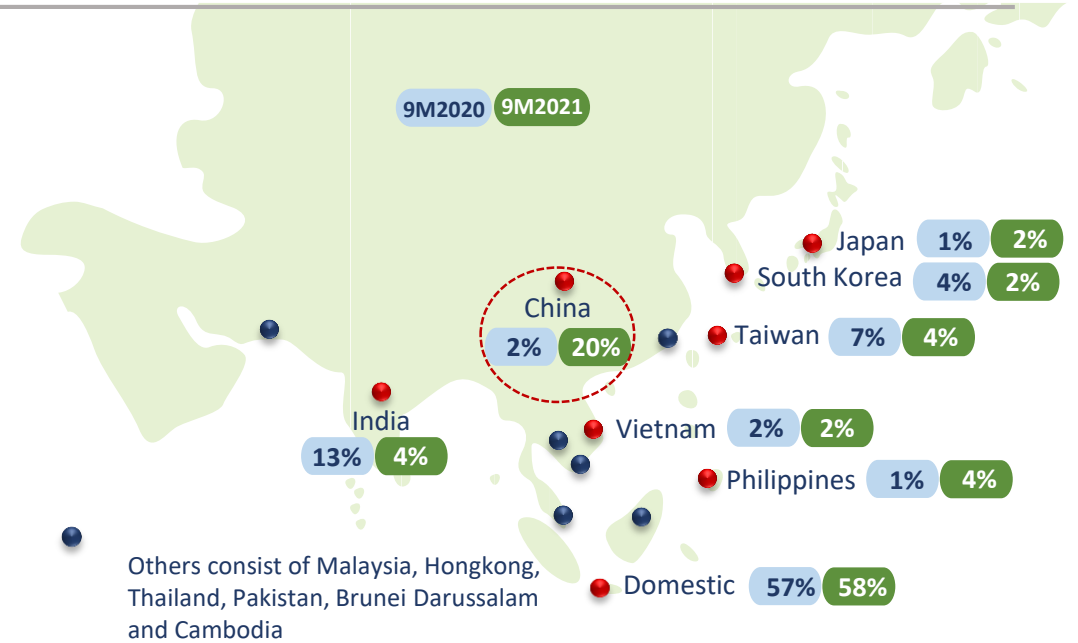 9M2020 9M2021
Japan 1% 2%
South Korea 4% 2%
China
2% 20%
Taiwan 7% 4%
India
13% 4%
Vietnam 2% 2%
Philippines 1% 4%
Others consist of Malaysia, Hongkong,
Thailand, Pakistan, Brunei Darussalam
and Cambodia
Domestic 57% 58%